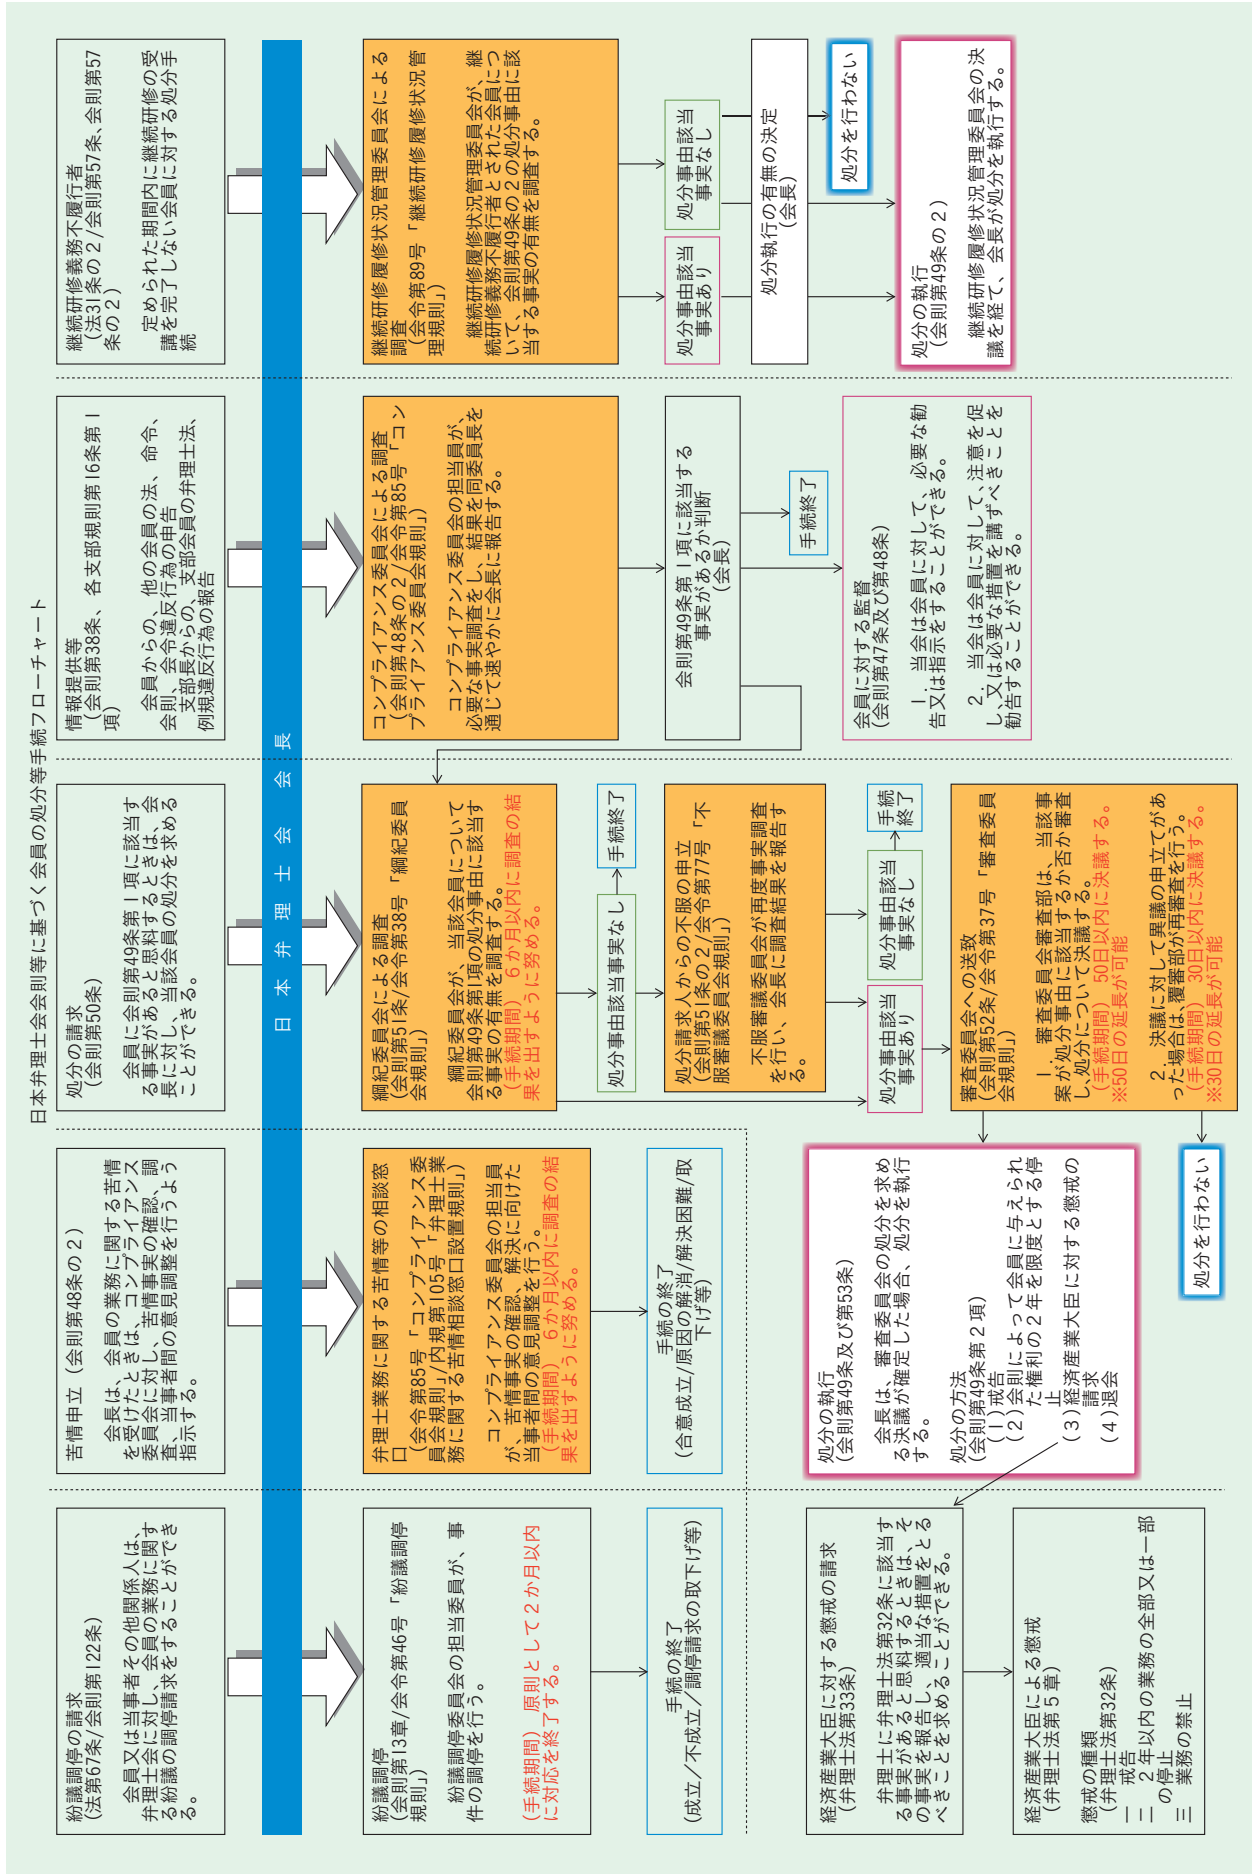 日本弁理士会会則等に基づく会員の処分等手続フローチャート
紛議調停の請求
(法第67条/会則第122条)
会員又は当事者その他関係人は、
弁理士会に対し、会員の業務に関す
る紛議の調停請求をすることができ
る。
苦情申立(会則第48条の2)
会長は、会員の業務に関する苦情
を受けたときは、コンプライアンス
委員会に対し、苦情事実の確認、調
査、当事者間の意見調整を行うよう
指示する。
処分の請求
(会則第50条)
会員に会則第49条第1項に該当す
る事実があると思料するときは、会
長に対し、当該会員の処分を求める
ことができる。
情報提供等
(会則第38条、各支部規則第16条第1
項)
会員からの、他の会員の法、命令、
会則、会令違反行為の申告
支部長からの、支部会員の弁理士法、
例規違反行為の報告
継続研修義務不履行者
(法31条の2/会則第57条、会則第57
条の2)
定められた期間内に継続研修の受
講を完了しない会員に対する処分手
続
日本弁理士会 会長
紛議調停
(会則第13章/会令第46号「紛議調停
規則」)
紛議調停委員会の担当委員が、事
件の調停を行う。
(手続期間) 原則として2か月以内
に対応を終了する。
手続の終了
(成立/不成立/調停請求の取下げ等)
弁理士業務に関する苦情等の相談窓
口
(会令第85号「コンプライアンス委
員会規則」/内規第105号「弁理士業
務に関する苦情相談窓口設置規則」)
コンプライアンス委員会の担当員
が、苦情事実の確認、解決に向けた
当事者間の意見調整を行う。
(手続期間) 6か月以内に調査の結
果を出すように努める。
手続の終了
(合意成立/原因の解消/解決困難/取
下げ等)
綱紀委員会による調査
(会則第51条/会令第38号「綱紀委員
会規則」)
綱紀委員会が、当該会員について
会則第49条第1項の処分事由に該当す
る事実の有無を調査する。
(手続期間) 6か月以内に調査の結
果を出すように努める。
処分事由該当事実なし
手続終了
処分請求人からの不服の申立
(会則第51条の2/会令第77号「不
服審議委員会規則」)
不服審議委員会が再度事実調査
を行い、会長に調査結果を報告す
る。
処分事由該当
事実あり
処分事由該当
事実なし
手続
終了
審査委員会への送致
(会則第52条/会令第37号「審査委員
会規則」)
1. 審査委員会審査部は、当該事
案が処分事由に該当するか否か審査
し、処分について決議する。
(手続期間) 50日以内に決議する。
※50日の延長が可能
2. 決議に対して異議の申立てがあ
った場合は、覆審部が再審査を行う。
(手続期間) 30日以内に決議する。
※30日の延長が可能
処分の執行
(会則第49条及び第53条)
会長は、審査委員会の処分を求め
る決議が確定した場合、処分を執行
する。
処分の方法
(会則第49条第2項)
(1)戒告
(2)会則によって会員に与えられ
た権利の2年を限度とする停
止
(3)経済産業大臣に対する懲戒の
請求
(4)退会
処分を行わない
経済産業大臣に対する懲戒の請求
(弁理士法第33条)
弁理士に弁理士法第32条に該当す
る事実があると思料するときは、そ
の事実を報告し、適当な措置をとる
べきことを求めることができる。
経済産業大臣による懲戒
(弁理士法第5章)
懲戒の種類
(弁理士法第32条)
一 戒告
二 2年以内の業務の全部又は一部
の停止
三 業務の禁止
コンプライアンス委員会による調査
(会則第48条の2/会令第85号「コン
プライアンス委員会規則」)
コンプライアンス委員会の担当員が、
必要な事実調査をし、結果を同委員長を
通じて速やかに会長に報告する。
会則第49条第1項に該当する
事実があるか判断
(会長)
手続終了
会員に対する監督
(会則第47条及び第48条)
1. 当会は会員に対して、必要な勧
告又は指示をすることができる。
2. 当会は会員に対して、注意を促
し、又は必要な措置を講ずべきことを
勧告することができる。
継続研修履修状況管理委員会による
調査
(会令第89号「継続研修履修状況管
理規則」)
継続研修履修状況管理委員会が、継
続研修義務不履行者とされた会員につ
いて、会則第49条の2の処分事由に該
当する事実の有無を調査する。
処分事由該当
事実あり
処分事由該当
事実なし
処分執行の有無の決定
(会長)
処分を行わない
処分の執行
(会則第49条の2)
継続研修履修状況管理委員会の決
議を経て、会長が処分を執行する。